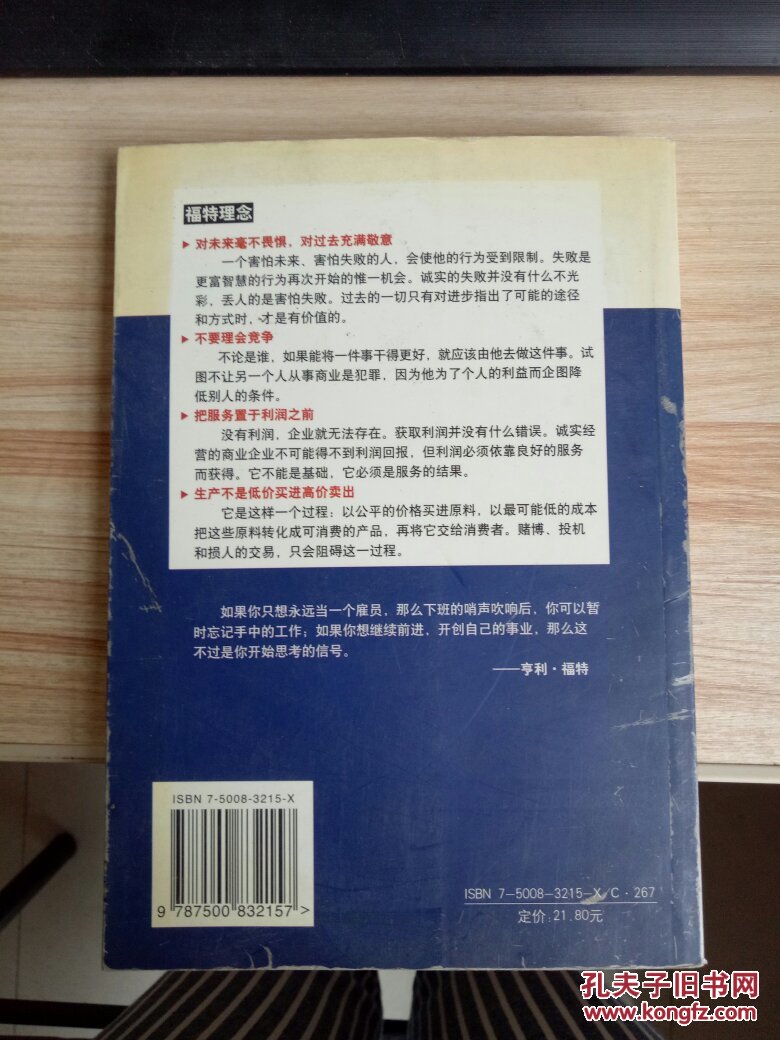 福特理念
▶ 对未来毫不畏惧，对过去充满敬意
一个害怕未来、害怕失败的人，会使他的行为受到限制。失败是
更富智慧的行为再次开始的惟一机会。诚实的失败并没有什么不光
彩，丢人的是害怕失败。过去的一切只有对进步指出了可能的途径
和方式时，才是有价值的。
▶ 不要理会竞争
不论是谁，如果能将一件事干得更好，就应该由他去做这件事。试
图不让另一个人从事商业是犯罪，因为他为了个人的利益而企图降
低别人的条件。
▶ 把服务置于利润之前
没有利润，企业就无法存在。获取利润并没有什么错误。诚实经
营的商业企业不可能得不到利润回报，但利润必须依靠良好的服务
而获得。它不能是基础，它必须是服务的结果。
▶ 生产不是低价买进高价卖出
它是这样一个过程：以公平的价格买进原料，以最可能低的成本
把这些原料转化成可消费的产品，再将它交给消费者。赌博、投机
和损人的交易，只会阻碍这一过程。
如果你只想永远当一个雇员，那么下班的哨声吹响后，你可以暂
时忘记手中的工作；如果你想继续前进，开创自己的事业，那么这
不过是你开始思考的信号。
——亨利·福特
ISBN 7-5008-3215-X
9 787500 832157 >
ISBN 7-5008-3215-X/C·267
定价：21.80元
孔夫子旧书网
www.kongfz.com